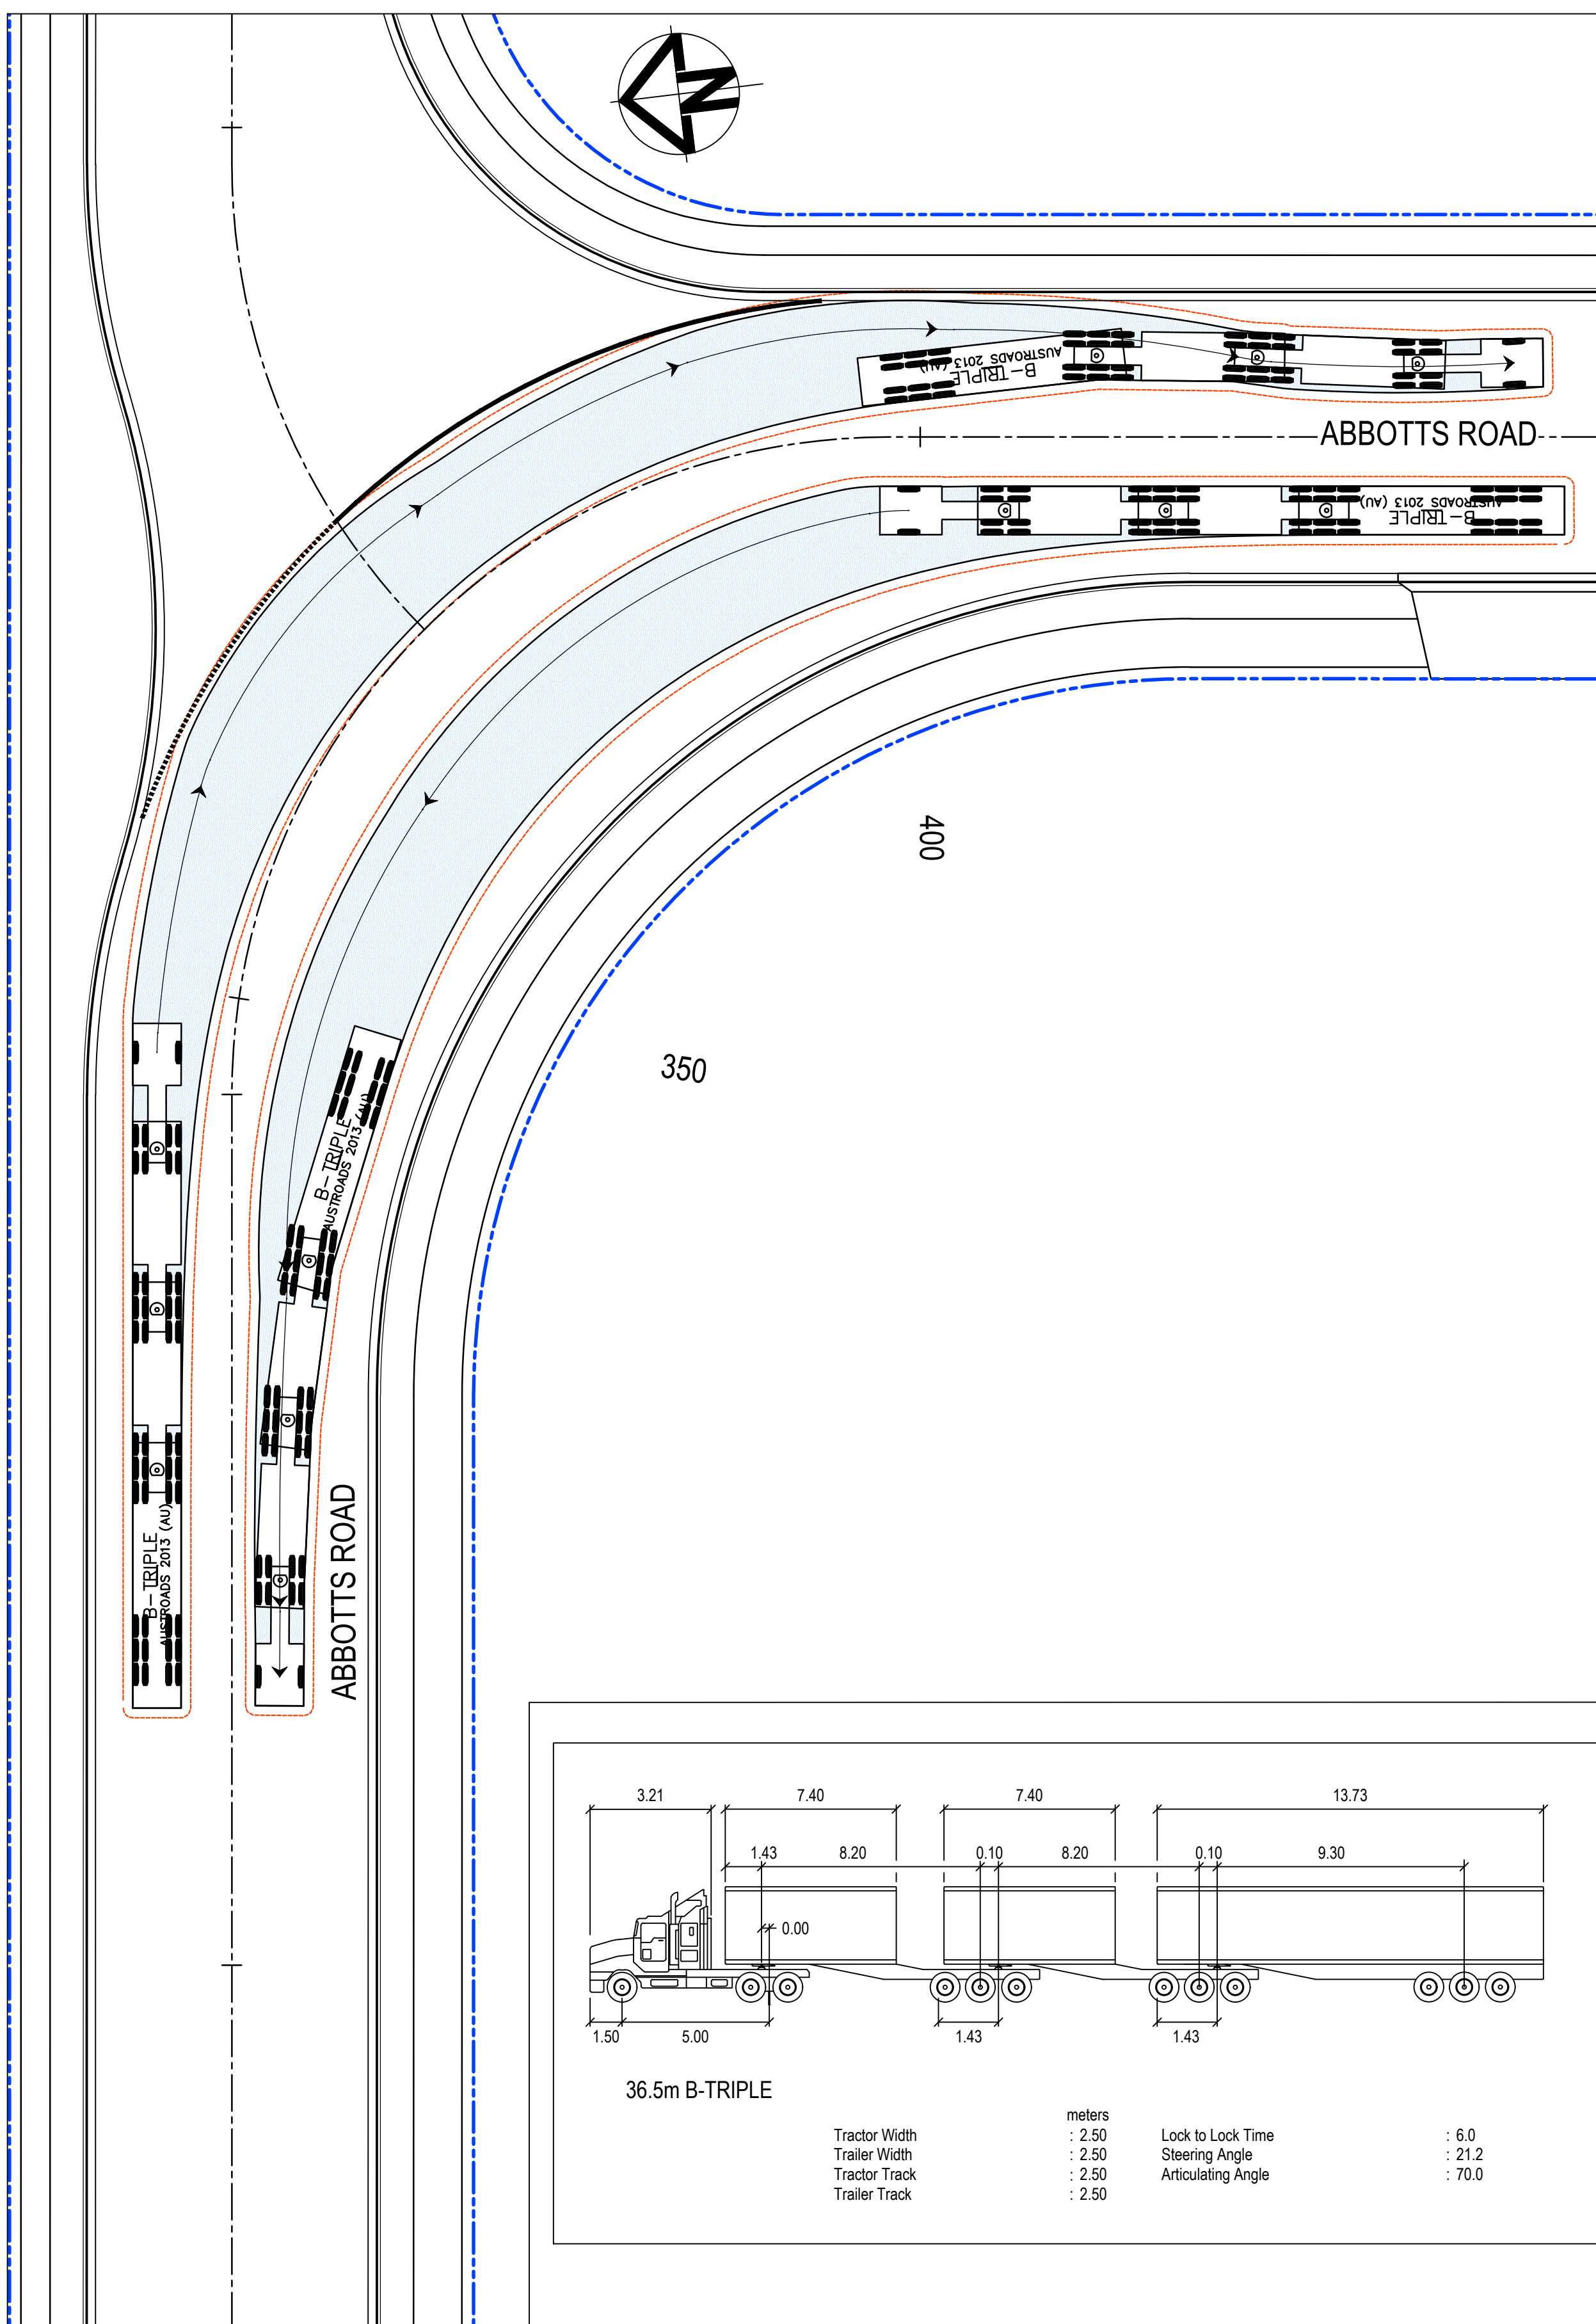 N
B-TRIPLE
AUSTROADS 2013 (AU)
ABBOTTS ROAD
B-TRIPLE
AUSTROADS 2013 (AU)
400
350
B-TRIPLE
AUSTROADS 2013 (AU)
B-TRIPLE
AUSTROADS 2013 (AU)
ABBOTTS ROAD
3.21 7.40 7.40 13.73
1.43 8.20 0.10 8.20 0.10 9.30
0.00
1.50 5.00 1.43 1.43
36.5m B-TRIPLE
meters
Tractor Width : 2.50 Lock to Lock Time : 6.0
Trailer Width : 2.50 Steering Angle : 21.2
Tractor Track : 2.50 Articulating Angle : 70.0
Trailer Track : 2.50